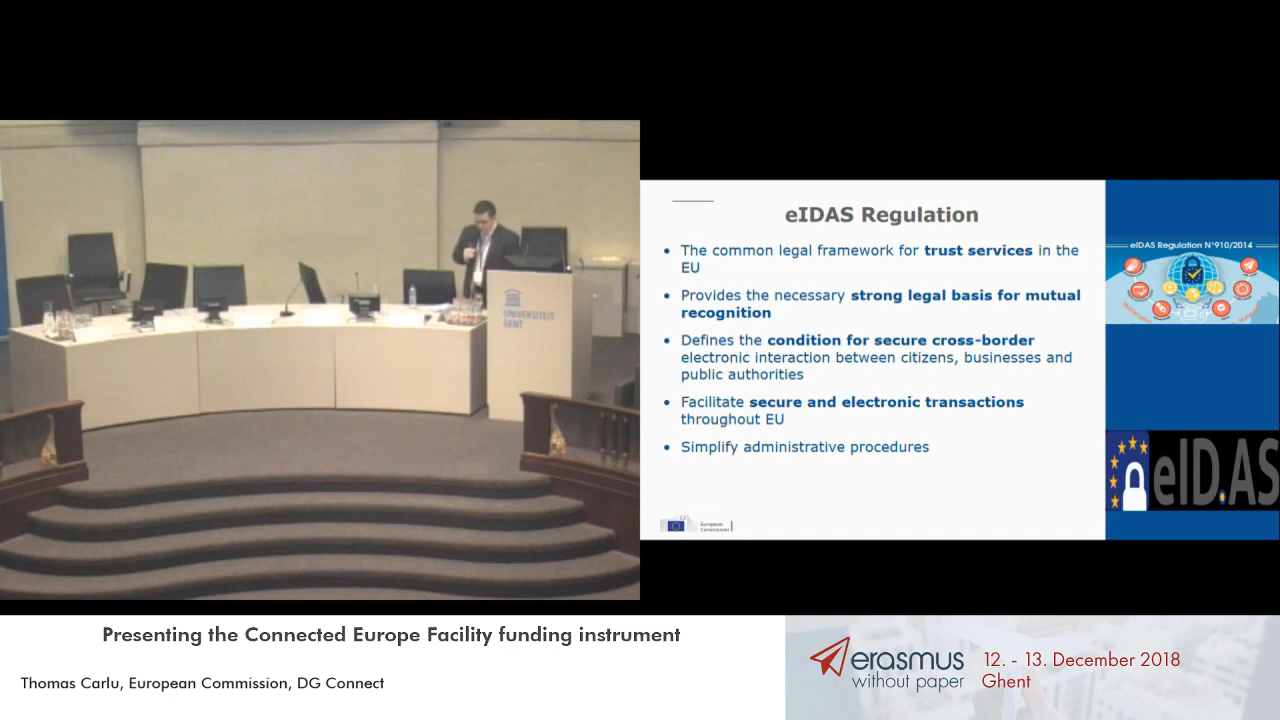 UNIVERSITEIT
GENT
eIDAS Regulation
• The common legal framework for trust services in the
EU
• Provides the necessary strong legal basis for mutual
recognition
• Defines the condition for secure cross-border
electronic interaction between citizens, businesses and
public authorities
• Facilitate secure and electronic transactions
throughout EU
• Simplify administrative procedures
European
Commission
eIDAS Regulation N°910/2014
eID.AS
Presenting the Connected Europe Facility funding instrument
Thomas Carlu, European Commission, DG Connect
erasmus
without paper
12. - 13. December 2018
Ghent